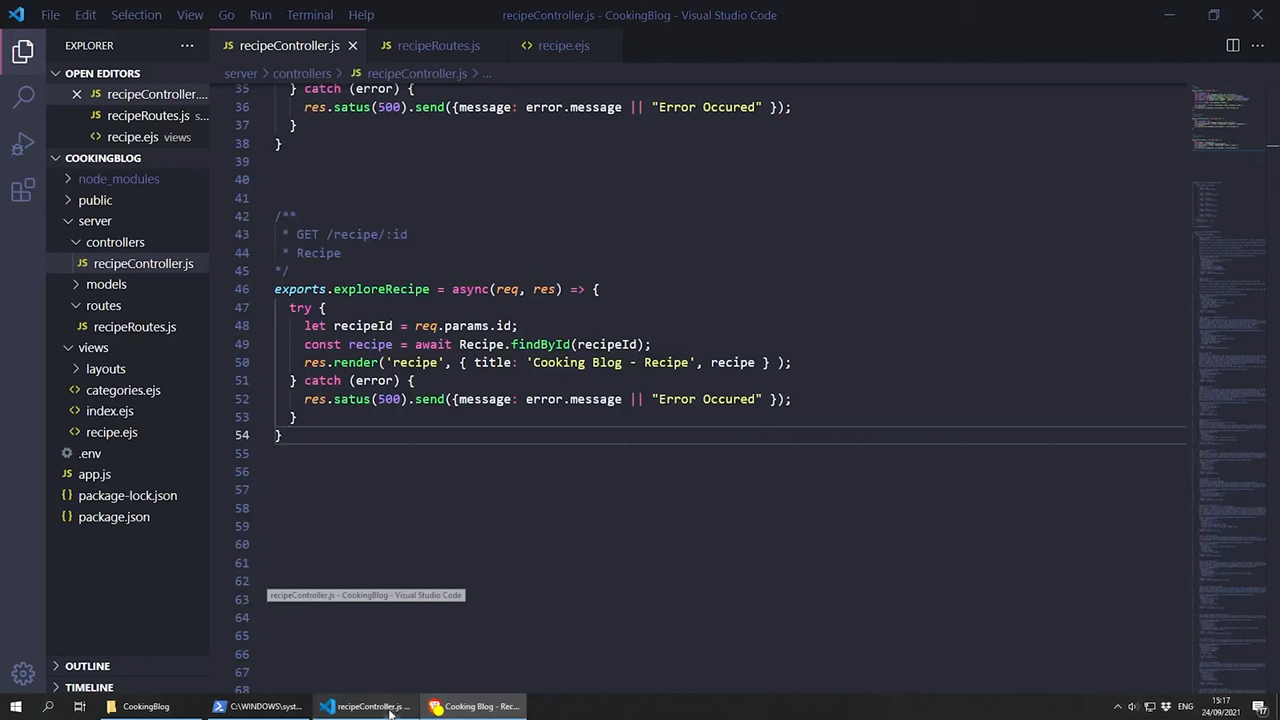 File Edit Selection View Go Run Terminal Help
recipeController.js - CookingBlog - Visual Studio Code
EXPLORER
recipeController.js
recipeRoutes.js
recipe.ejs
OPEN EDITORS
server
controllers
recipeController.js ...
recipeController....
recipeRoutes.js s...
recipe.ejs views
COOKINGBLOG
node_modules
public
server
controllers
recipeController.js
models
routes
recipeRoutes.js
views
layouts
categories.ejs
index.ejs
recipe.ejs
.env
app.js
package-lock.json
package.json
OUTLINE
TIMELINE
35 } catch (error) {
36 res.satus(500).send({message: error.message || "Error Occured" });
37 }
38 }
39
40
41
42 /**
43 * GET /recipe/:id
44 * Recipe
45 */
46 exports.exploreRecipe = async(req, res) => {
47 try {
48 let recipeId = req.params.id;
49 const recipe = await Recipe.findById(recipeId);
50 res.render('recipe', { title: 'Cooking Blog - Recipe', recipe } );
51 } catch (error) {
52 res.satus(500).send({message: error.message || "Error Occured" });
53 }
54 }
55
56
57
58
59
60
61
62
63
64
65
66
67
68
recipeController.js - CookingBlog - Visual Studio Code
CookingBlog
C:\WINDOWS\syst...
recipeController.js ...
Cooking Blog - Re...
ENG
15:17
24/09/2021
17